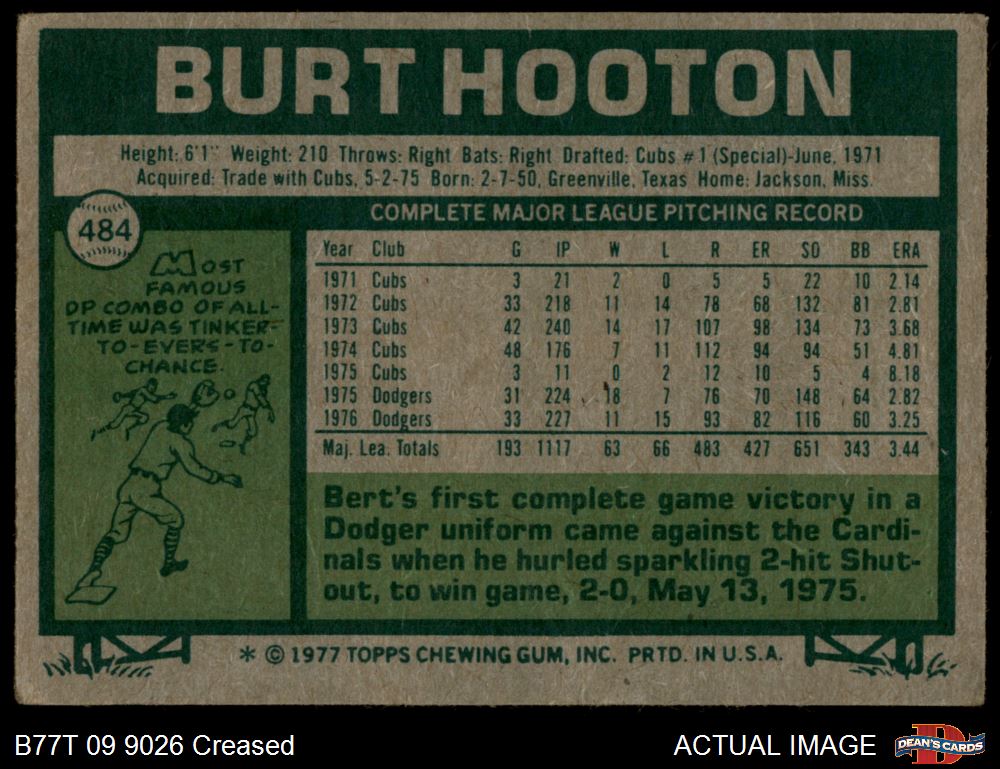 BURT HOOTON
Height: 6'1" Weight: 210 Throws: Right Bats: Right Drafted: Cubs #1 (Special)-June, 1971
Acquired: Trade with Cubs, 5-2-75 Born: 2-7-50, Greenville, Texas Home: Jackson, Miss.
484
COMPLETE MAJOR LEAGUE PITCHING RECORD
Year Club G IP W L R ER SO BB ERA
1971 Cubs 3 21 2 0 5 5 22 10 2.14
1972 Cubs 33 218 11 14 78 68 132 81 2.81
1973 Cubs 42 240 14 17 107 98 134 73 3.68
1974 Cubs 48 176 7 11 112 94 94 51 4.81
1975 Cubs 3 11 0 2 12 10 5 4 8.18
1975 Dodgers 31 224 18 7 76 70 148 64 2.82
1976 Dodgers 33 227 11 15 93 82 116 60 3.25
Maj. Lea. Totals 193 1117 63 66 483 427 651 343 3.44
MOST
FAMOUS
DP COMBO OF ALL-
TIME WAS TINKER-
TO-EVERS-TO-
CHANCE.
Bert's first complete game victory in a
Dodger uniform came against the Cardi-
nals when he hurled sparkling 2-hit Shut-
out, to win game, 2-0, May 13, 1975.
* © 1977 TOPPS CHEWING GUM, INC. PRTD. IN U.S.A.
B77T 09 9026 Creased
ACTUAL IMAGE
DEAN'S CARDS